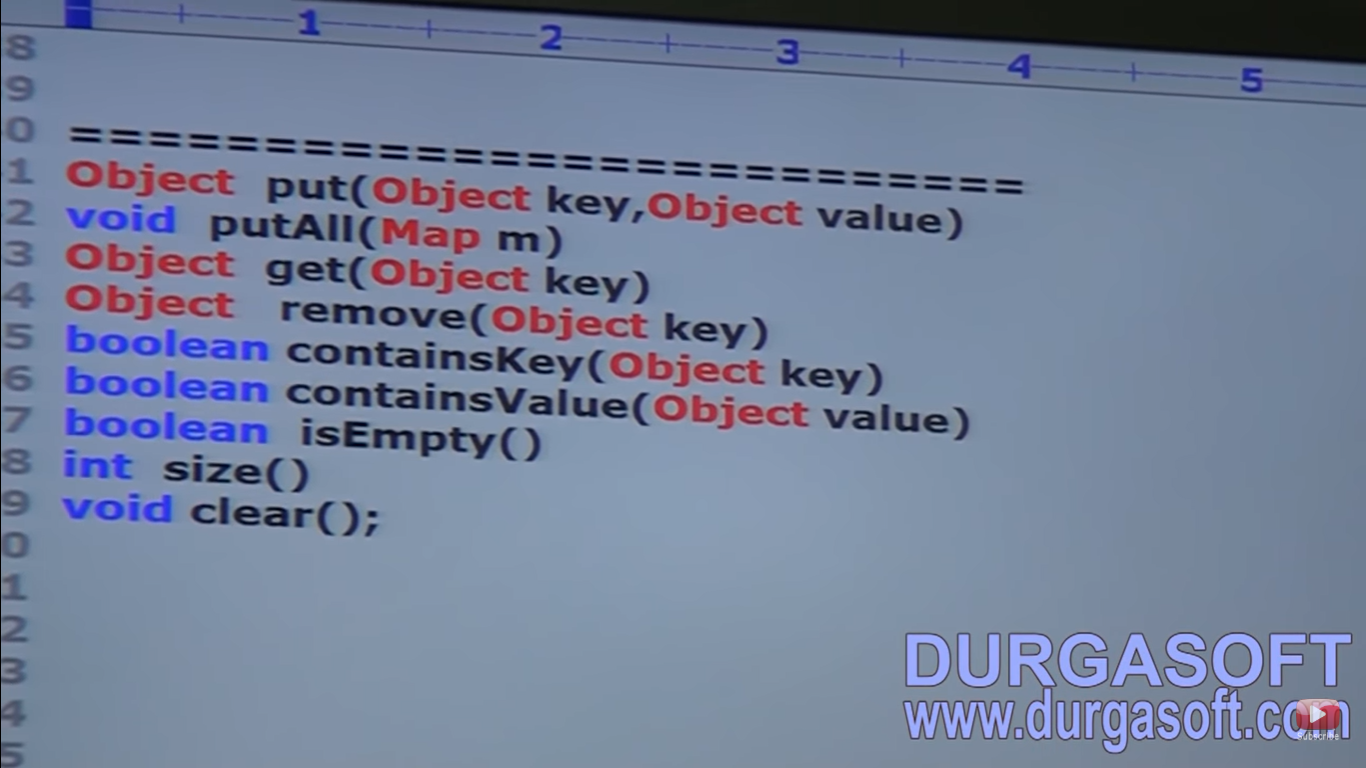 1 2 3 4 5
8
9
0 ==========================
1 Object put(Object key,Object value)
2 void putAll(Map m)
3 Object get(Object key)
4 Object remove(Object key)
5 boolean containsKey(Object key)
6 boolean containsValue(Object value)
7 boolean isEmpty()
8 int size()
9 void clear();
0
1
2
3
4
5
DURGASOFT
www.durgasoft.com
Subscribe